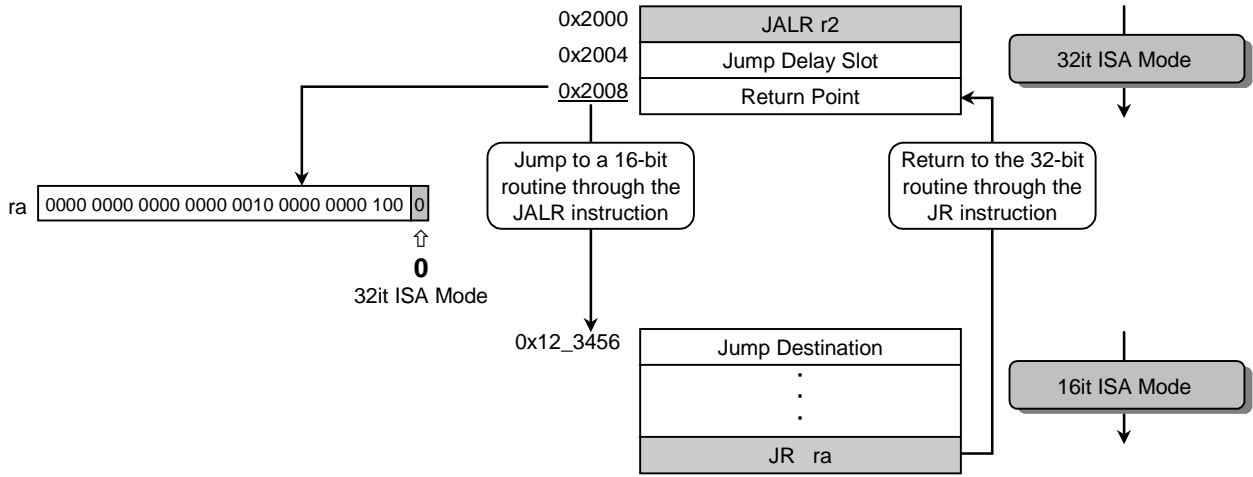 0x2000
JALR r2
0x2004
Jump Delay Slot
0x2008
Return Point
32it ISA Mode
Jump to a 16-bit
routine through the
JALR instruction
Return to the 32-bit
routine through the
JR instruction
ra
0000 0000 0000 0000 0010 0000 0000 100 0
0
32it ISA Mode
0x12_3456
Jump Destination
16it ISA Mode
JR ra